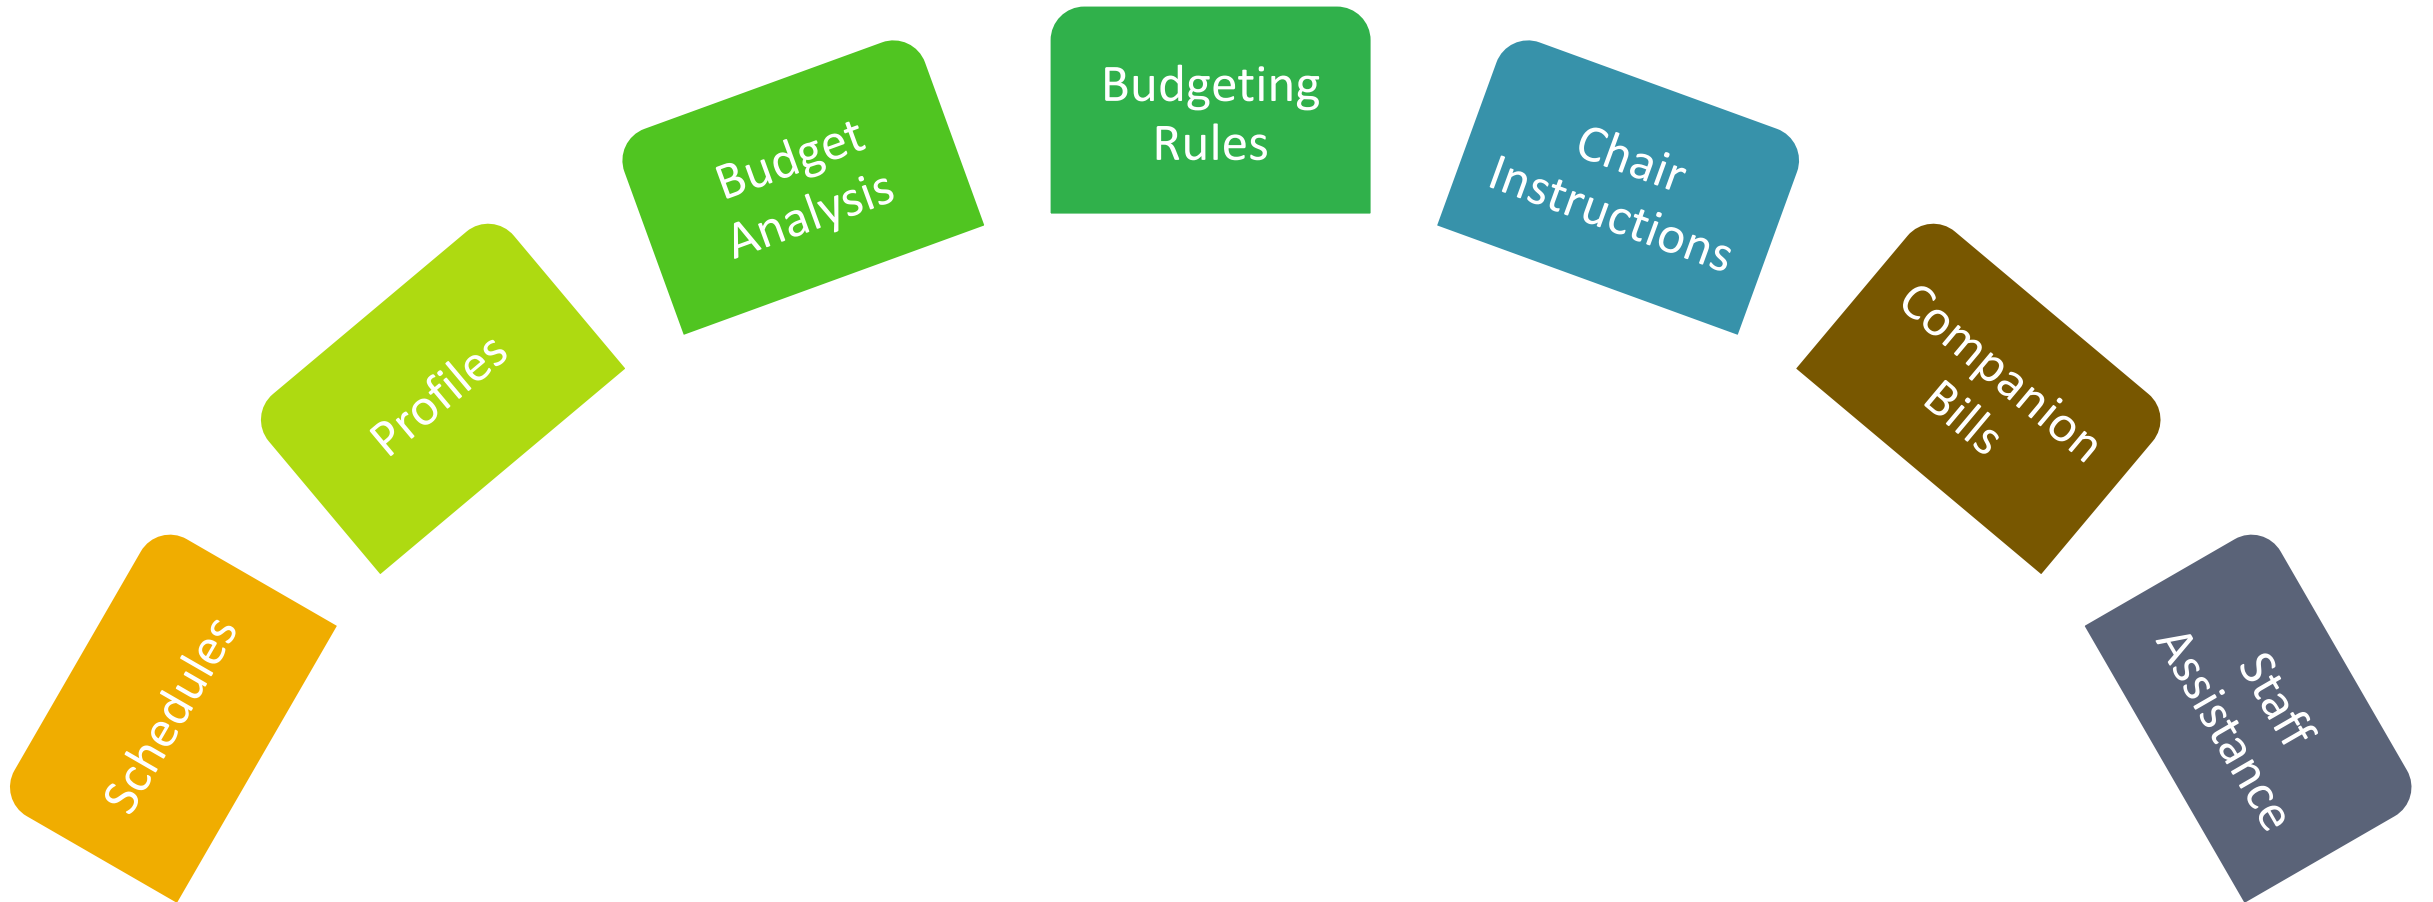 Schedules
Profiles
Budget
Analysis
Budgeting
Rules
Chair
Instructions
Companion
Bills
Staff
Assistance